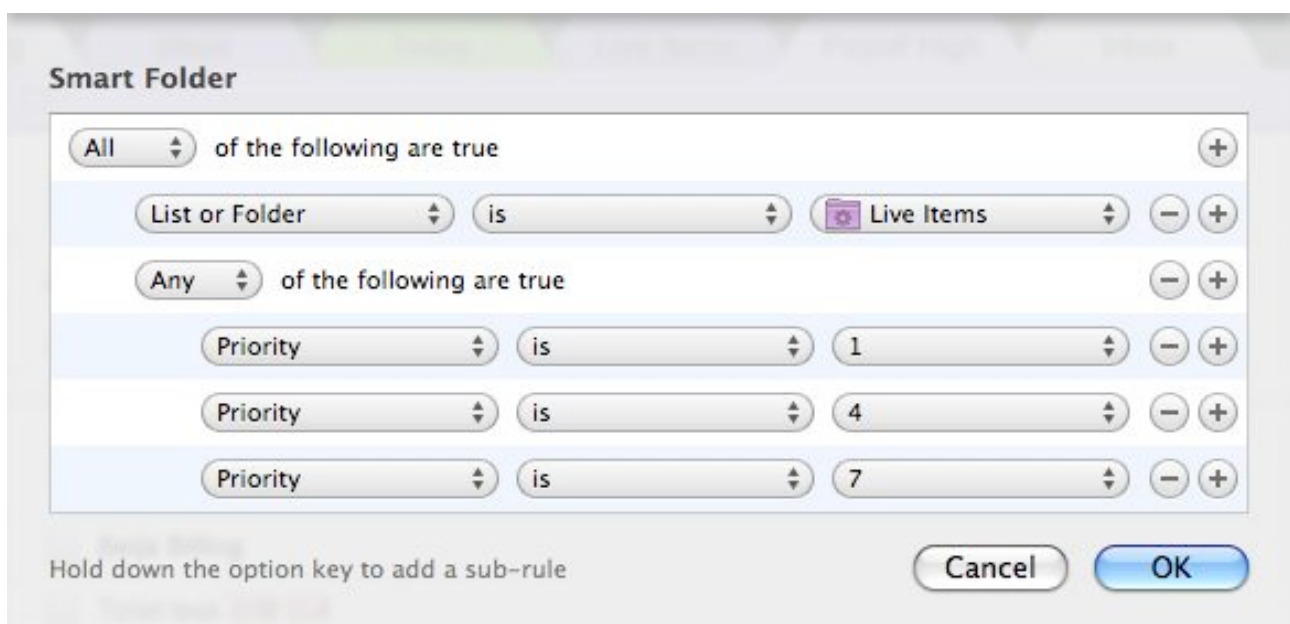 Smart Folder
All of the following are true
List or Folder is Live Items
Any of the following are true
Priority is 1
Priority is 4
Priority is 7
Hold down the option key to add a sub-rule Cancel OK